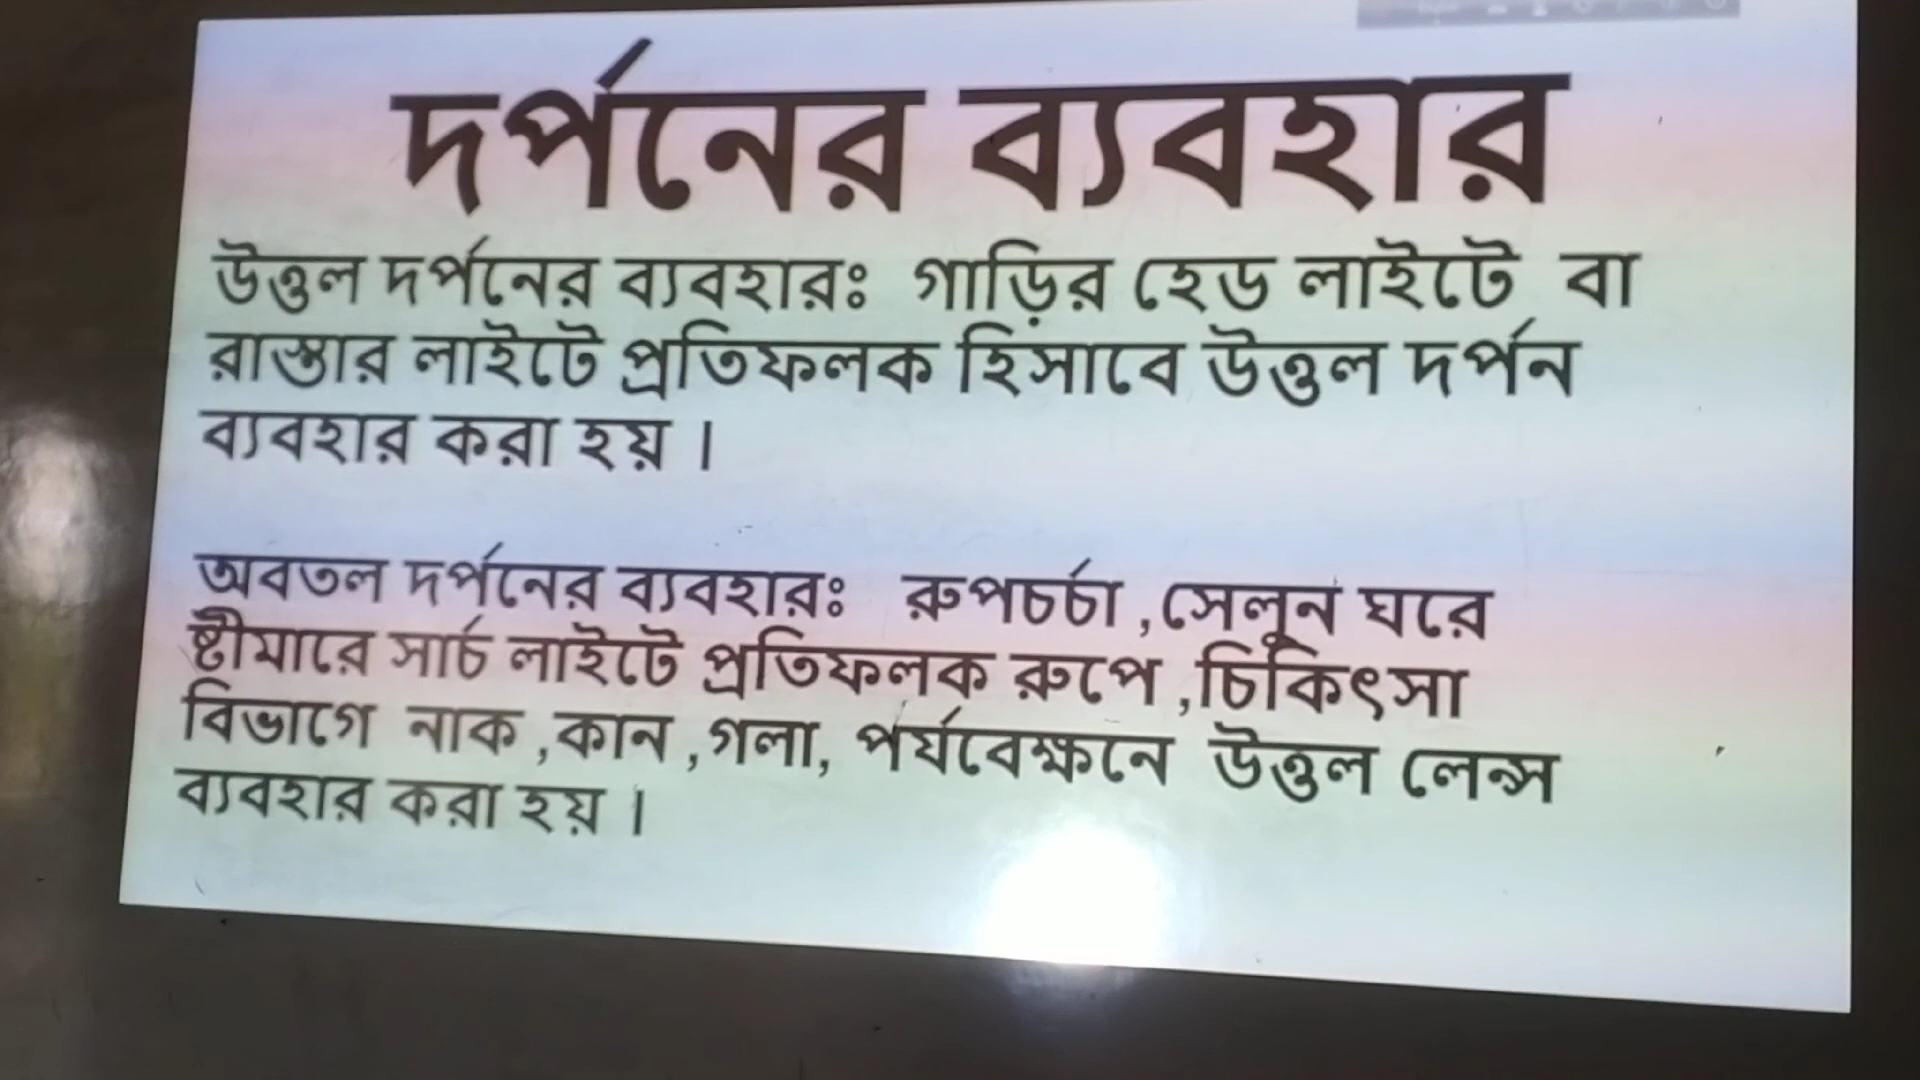 দর্পনের ব্যবহার
উত্তল দর্পনের ব্যবহারঃ গাড়ির হেড লাইটে বা
রাস্তার লাইটে প্রতিফলক হিসাবে উত্তল দর্পন
ব্যবহার করা হয় ।
অবতল দর্পনের ব্যবহারঃ রুপচর্চা ,সেলুন ঘরে
ষ্টীমারে সার্চ লাইটে প্রতিফলক রুপে ,চিকিৎসা
বিভাগে নাক ,কান ,গলা, পর্যবেক্ষনে উত্তল লেন্স
ব্যবহার করা হয় ।